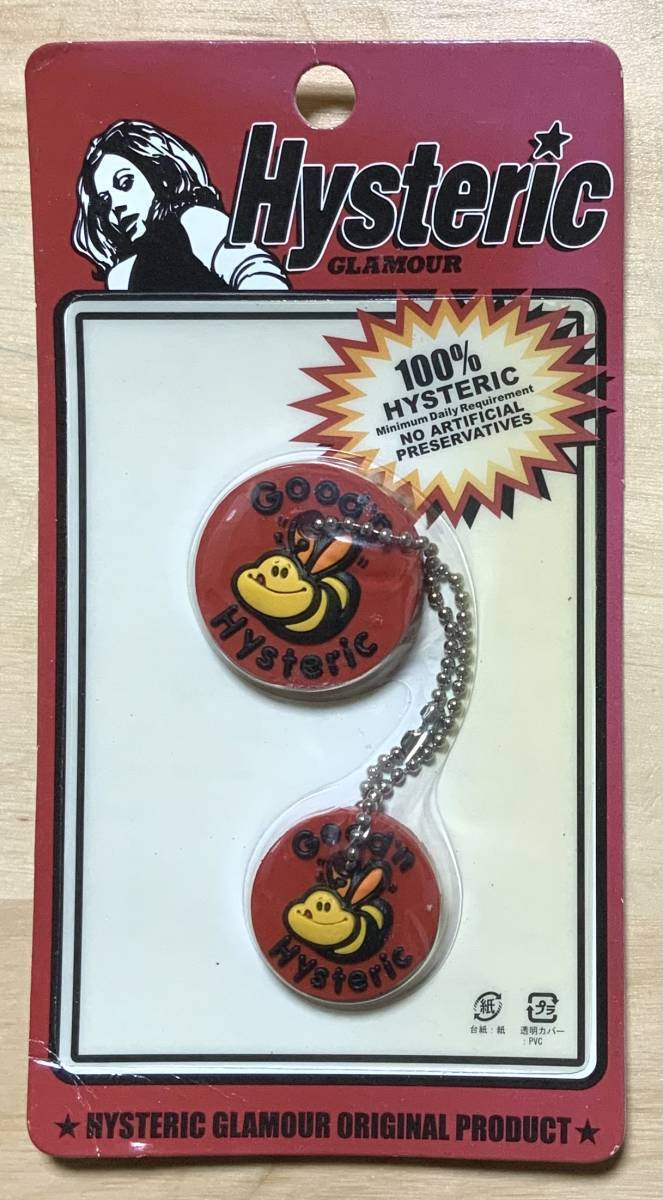 Hysteric
GLAMOUR
100%
HYSTERIC
Minimum Daily Requirement
NO ARTIFICIAL
PRESERVATIVES
Good'n
Hysteric
Good'n
Hysteric
紙 プラ
台紙:紙 透明カバー
:PVC
★ HYSTERIC GLAMOUR ORIGINAL PRODUCT ★